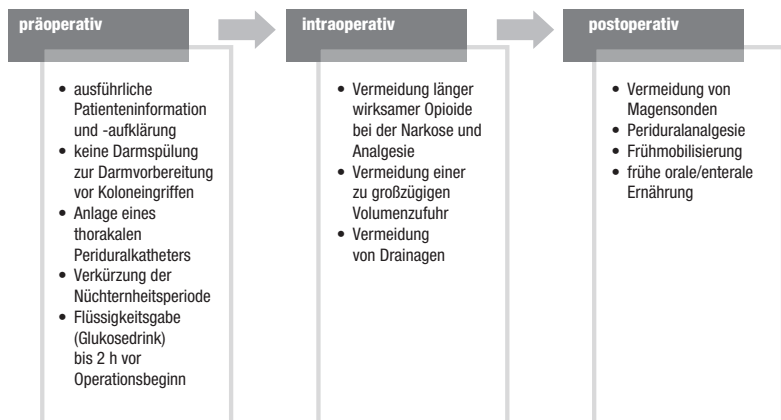 präoperativ
• ausführliche
Patienteninformation
und -aufklärung
• keine Darmspülung
zur Darmvorbereitung
vor Koloneingriffen
• Anlage eines
thorakalen
Periduralkatheters
• Verkürzung der
Nüchternheitsperiode
• Flüssigkeitsgabe
(Glukosedrink)
bis 2 h vor
Operationsbeginn
intraoperativ
• Vermeidung länger
wirksamer Opioide
bei der Narkose und
Analgesie
• Vermeidung einer
zu großzügigen
Volumenzufuhr
• Vermeidung
von Drainagen
postoperativ
• Vermeidung von
Magensonden
• Periduralanalgesie
• Frühmobilisierung
• frühe orale/enterale
Ernährung